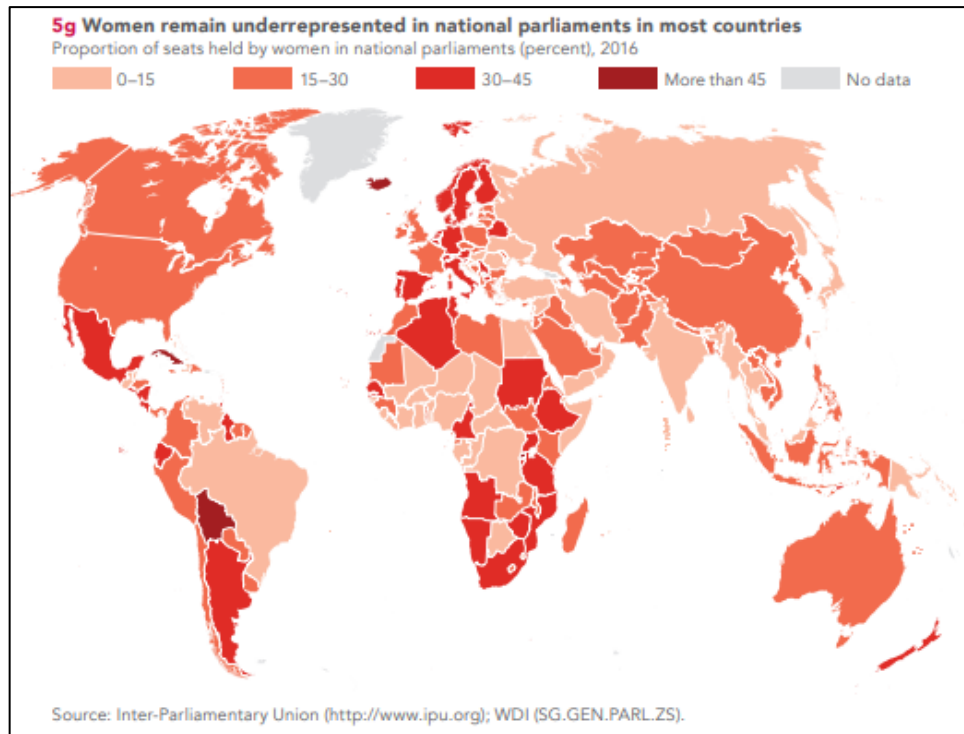 5g Women remain underrepresented in national parliaments in most countries
Proportion of seats held by women in national parliaments (percent), 2016
0–15 15–30 30–45 More than 45 No data
Source: Inter-Parliamentary Union (http://www.ipu.org); WDI (SG.GEN.PARL.ZS).